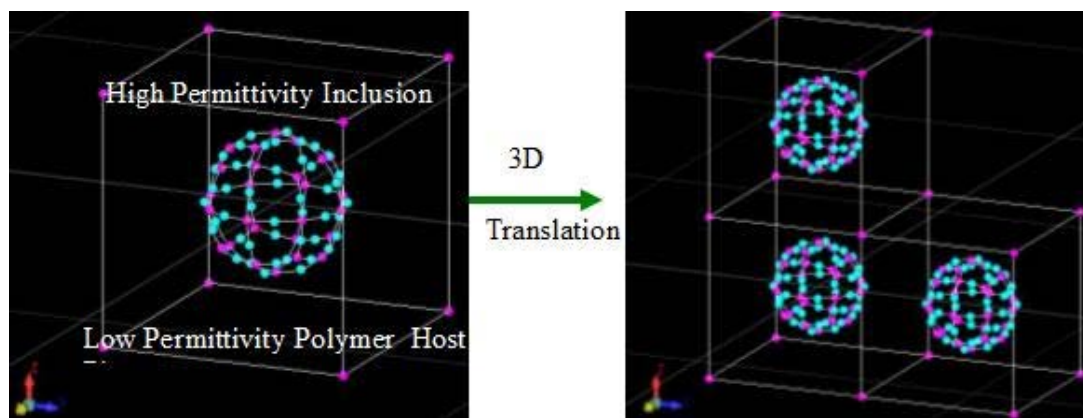 High Permittivity Inclusion
3D
Translation
Low Permittivity Polymer Host